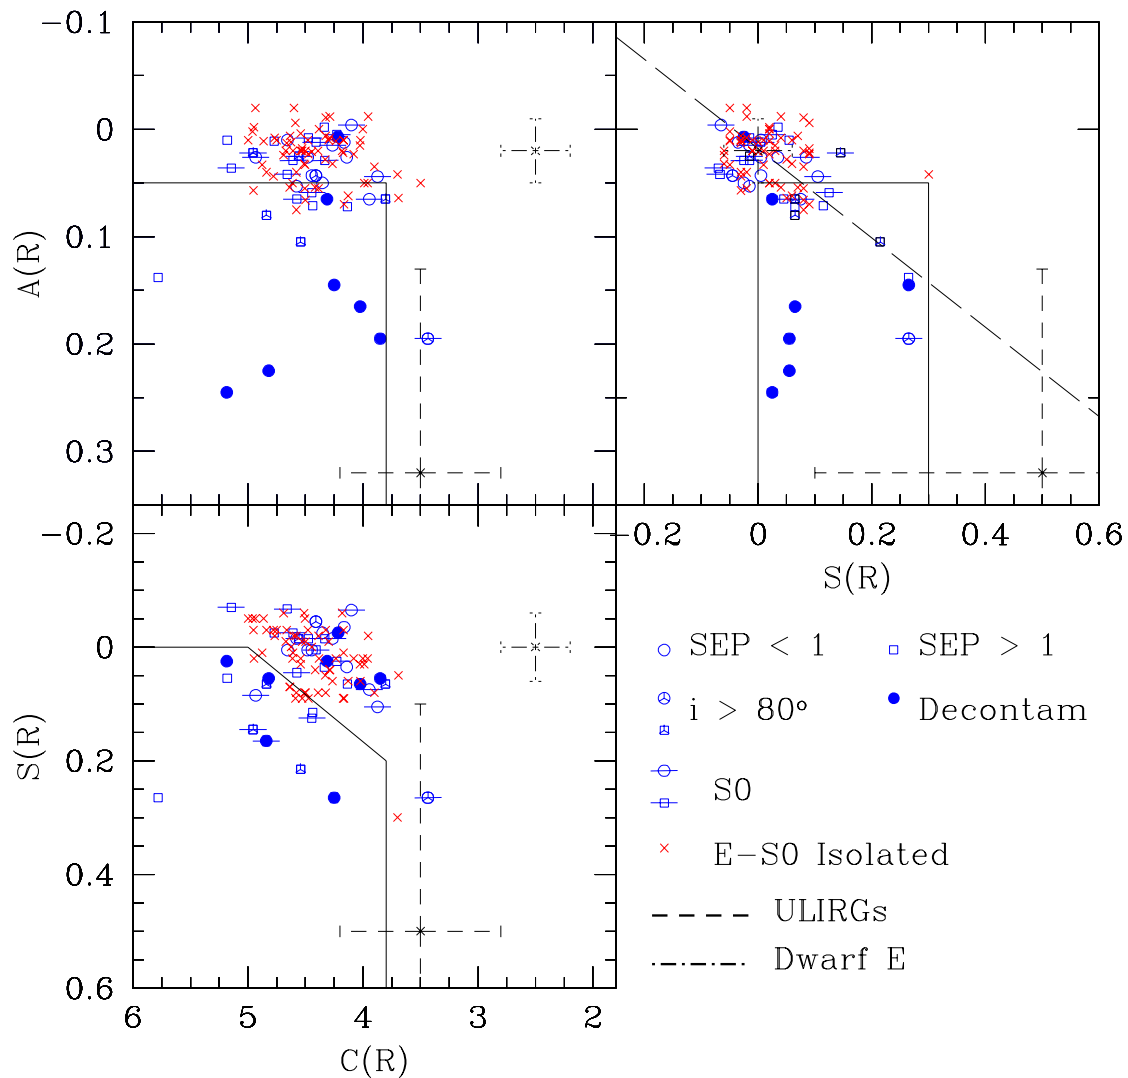 −0.1
0
0.1
0.2
0.3
A(R)
−0.2
0
0.2
0.4
0.6
S(R)
−0.2
0
0.2
0.4
0.6
S(R)
6
5
4
3
2
C(R)
SEP < 1
SEP > 1
i > 80°
Decontam
S0
E−S0 Isolated
ULIRGs
Dwarf E